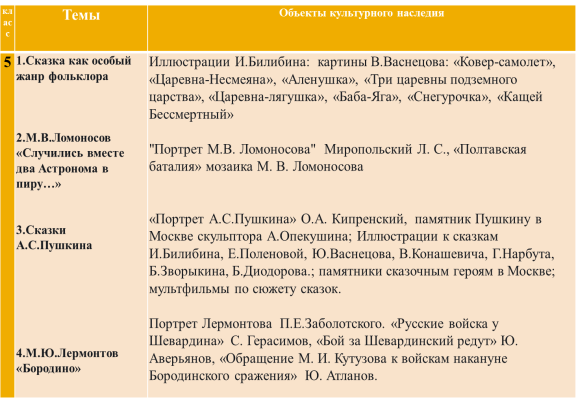 кл
ас
с
Темы
Объекты культурного наследия
5
1.Сказка как особый
жанр фольклора
Иллюстрации И.Билибина: картины В.Васнецова: «Ковер-самолет»,
«Царевна-Несмеяна», «Аленушка», «Три царевны подземного
царства», «Царевна-лягушка», «Баба-Яга», «Снегурочка», «Кащей
Бессмертный»
2.М.В.Ломоносов
«Случились вместе
два Астронома в
пиру…»
"Портрет М.В. Ломоносова" Миропольский Л. С., «Полтавская
баталия» мозаика М. В. Ломоносова
3.Сказки
А.С.Пушкина
«Портрет А.С.Пушкина» О.А. Кипренский, памятник Пушкину в
Москве скульптора А.Опекушина; Иллюстрации к сказкам
И.Билибина, Е.Поленовой, Ю.Васнецова, В.Конашевича, Г.Нарбута,
Б.Зворыкина, Б.Диодорова.; памятники сказочным героям в Москве;
мультфильмы по сюжету сказок.
4.М.Ю.Лермонтов
«Бородино»
Портрет Лермонтова П.Е.Заболотского. «Русские войска у
Шевардина» С. Герасимов, «Бой за Шевардинский редут» Ю.
Аверьянов, «Обращение М. И. Кутузова к войскам накануне
Бородинского сражения» Ю. Атланов.